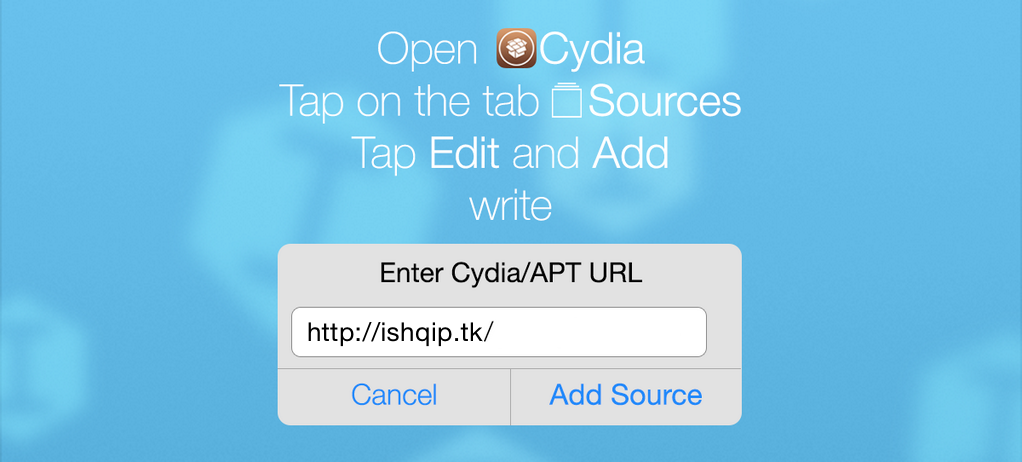 Open Cydia
Tap on the tab Sources
Tap Edit and Add
write
Enter Cydia/APT URL
http://ishqip.tk/
Cancel Add Source